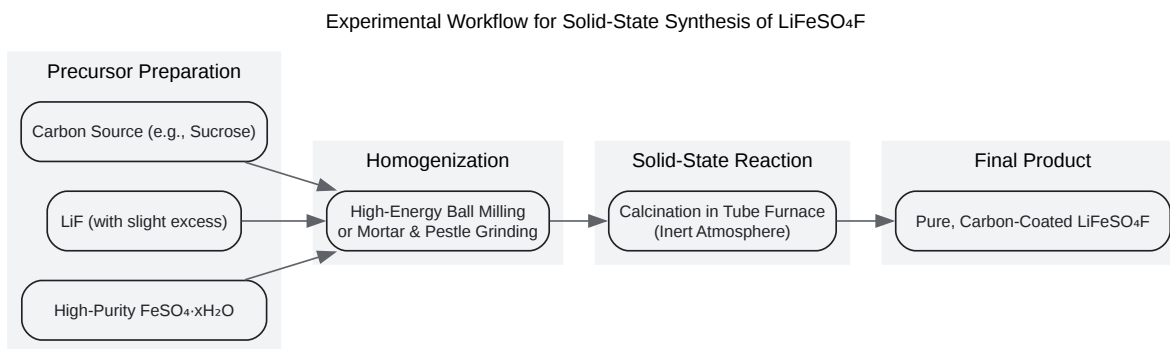 Experimental Workflow for Solid-State Synthesis of LiFeSO₄F
Precursor Preparation
Carbon Source (e.g., Sucrose)
LiF (with slight excess)
High-Purity FeSO₄·xH₂O
Homogenization
High-Energy Ball Milling
or Mortar & Pestle Grinding
Solid-State Reaction
Calcination in Tube Furnace
(Inert Atmosphere)
Final Product
Pure, Carbon-Coated LiFeSO₄F